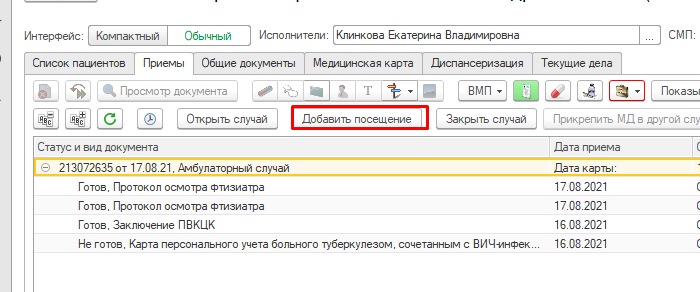 Интерфейс: Компактный Обычный Исполнители: Клинкова Екатерина Владимировна ... СМП:
Список пациентов Приемы Общие документы Медицинская карта Диспансеризация Текущие дела
Просмотр документа T ВМП Показы
Открыть случай Добавить посещение Закрыть случай Прикрепить МД в другой слу
Статус и вид документа Дата приема
213072635 от 17.08.21, Амбулаторный случай Дата карты:
Готов, Протокол осмотра фтизиатра 17.08.2021
Готов, Протокол осмотра фтизиатра 17.08.2021
Готов, Заключение ПВКЦК 16.08.2021
Не готов, Карта персонального учета больного туберкулезом, сочетанным с ВИЧ-инфек... 16.08.2021